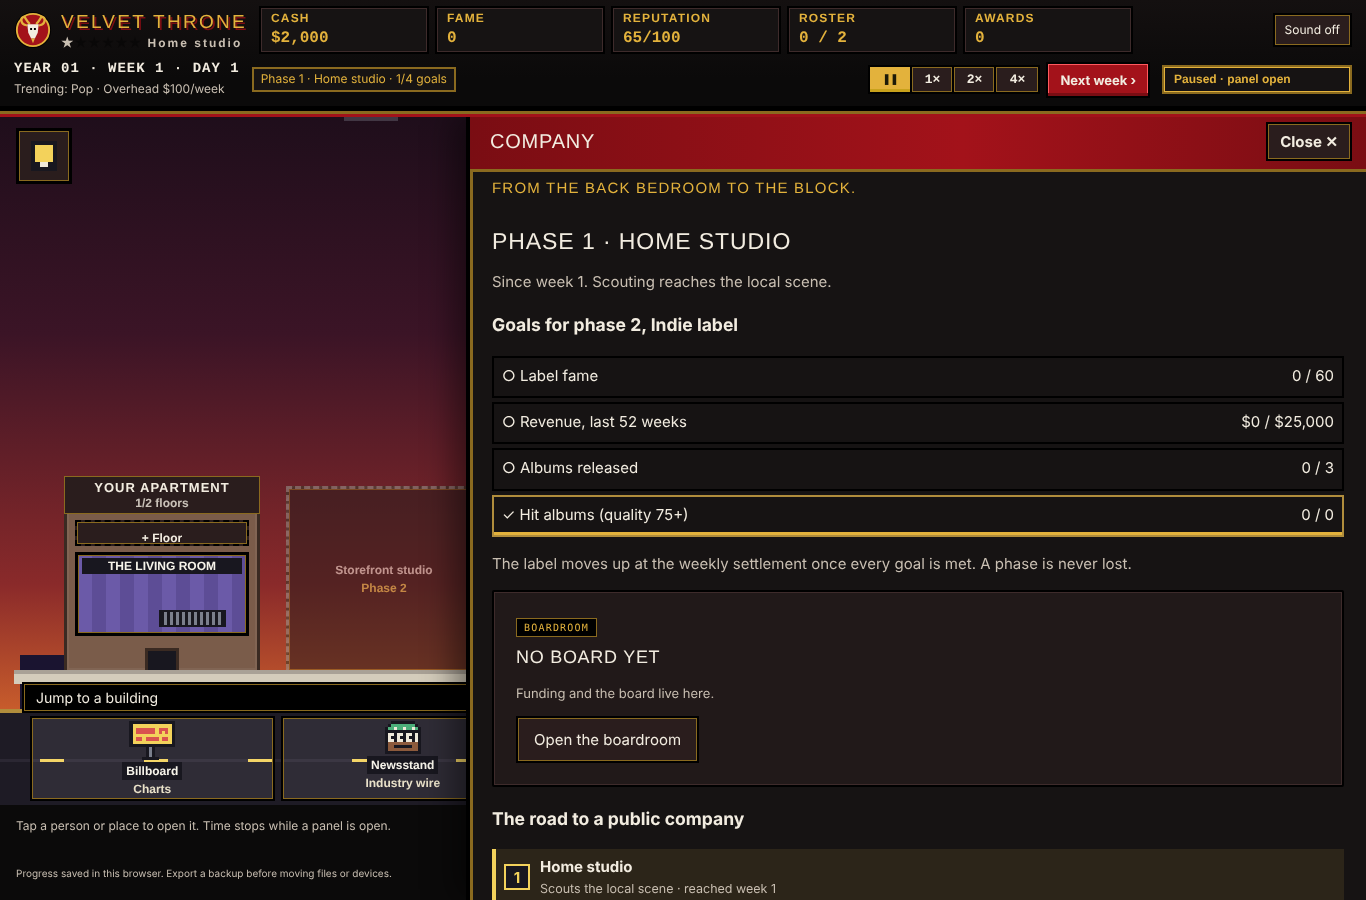 VELVET THRONE
★★★★★★ Home studio
CASH
$2,000
FAME
0
REPUTATION
65/100
ROSTER
0 / 2
AWARDS
0
Sound off
YEAR 01 · WEEK 1 · DAY 1
Trending: Pop · Overhead $100/week
Phase 1 · Home studio · 1/4 goals
❚❚
1×
2×
4×
Next week ›
Paused · panel open
COMPANY
Close ✕
FROM THE BACK BEDROOM TO THE BLOCK.
PHASE 1 · HOME STUDIO
Since week 1. Scouting reaches the local scene.
Goals for phase 2, Indie label
○ Label fame 0 / 60
○ Revenue, last 52 weeks $0 / $25,000
○ Albums released 0 / 3
✓ Hit albums (quality 75+) 0 / 0
The label moves up at the weekly settlement once every goal is met. A phase is never lost.
BOARDROOM
NO BOARD YET
Funding and the board live here.
Open the boardroom
The road to a public company
1
Home studio
Scouts the local scene · reached week 1
YOUR APARTMENT
1/2 floors
+ Floor
THE LIVING ROOM
Storefront studio
Phase 2
Jump to a building
Billboard
Charts
Newsstand
Industry wire
Tap a person or place to open it. Time stops while a panel is open.
Progress saved in this browser. Export a backup before moving files or devices.